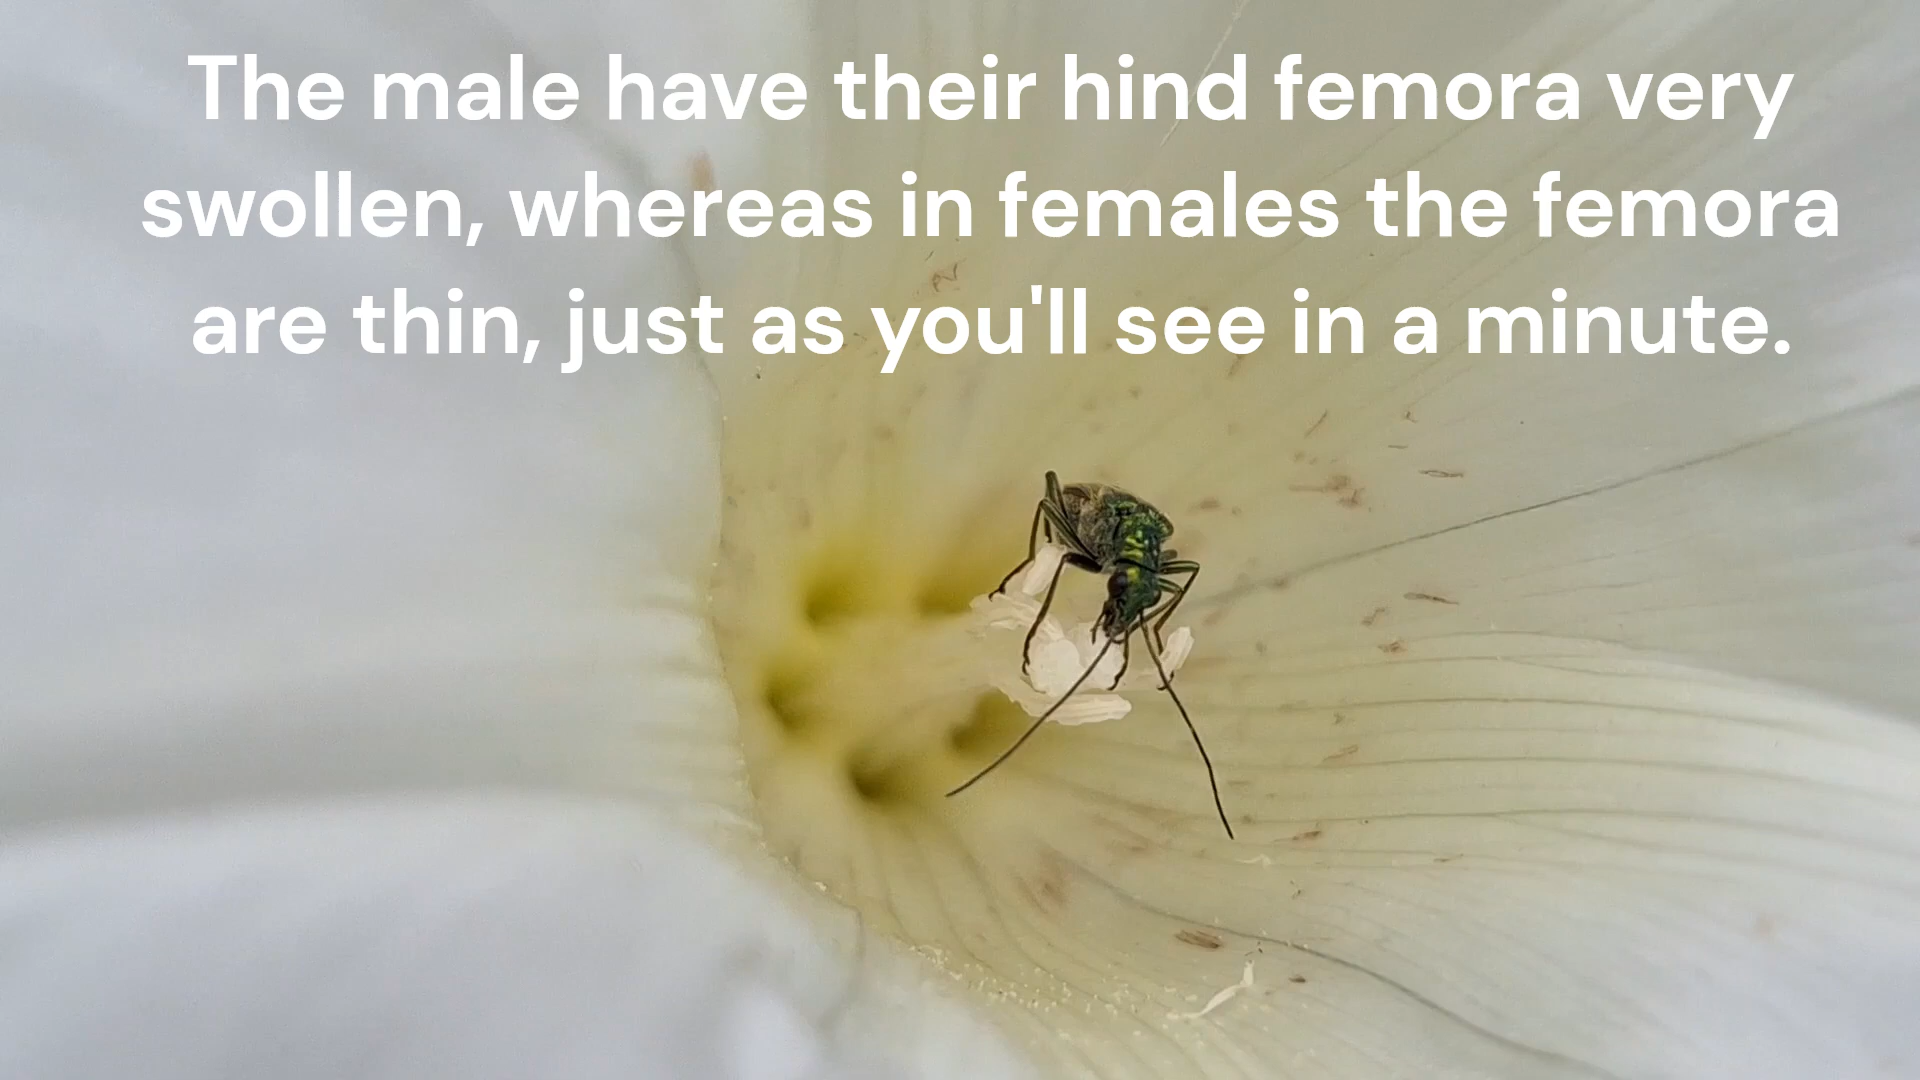 The male have their hind femora very
swollen, whereas in females the femora
are thin, just as you'll see in a minute.